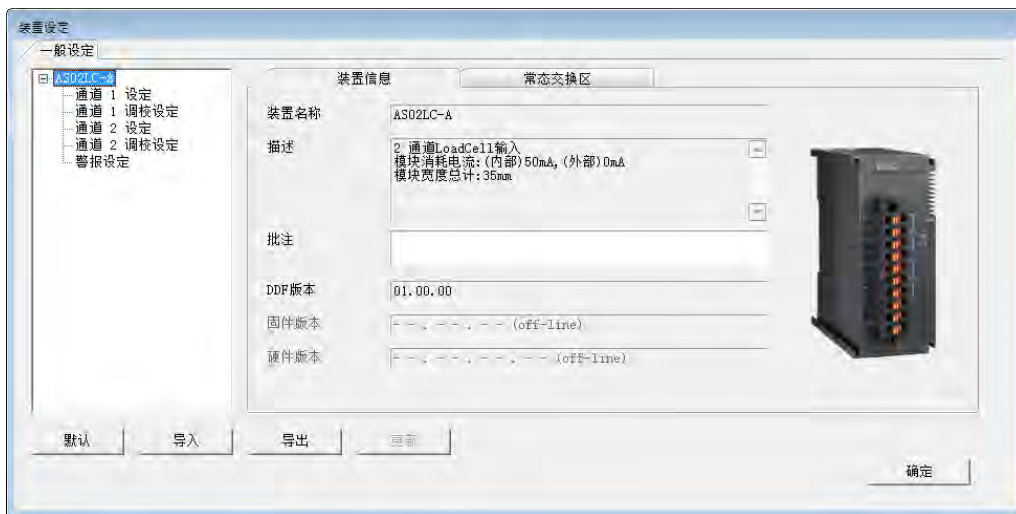 装置设定
一般设定
AS02LC-A
通道 1 设定
通道 1 调校设定
通道 2 设定
通道 2 调校设定
警报设定
装置信息
常态交换区
装置名称
AS02LC-A
描述
2 通道LoadCell输入
模块消耗电流:(内部)50mA,(外部)0mA
模块宽度总计:35mm
批注
DDF版本
01.00.00
固件版本
- - . - - . - - (off-line)
硬件版本
- - . - - . - - . - - (off-line)
默认
导入
导出
更新
确定